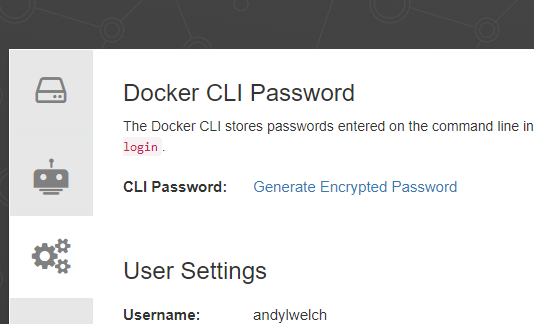 Docker CLI Password
The Docker CLI stores passwords entered on the command line in
login.
CLI Password: Generate Encrypted Password
User Settings
Username: andylwelch